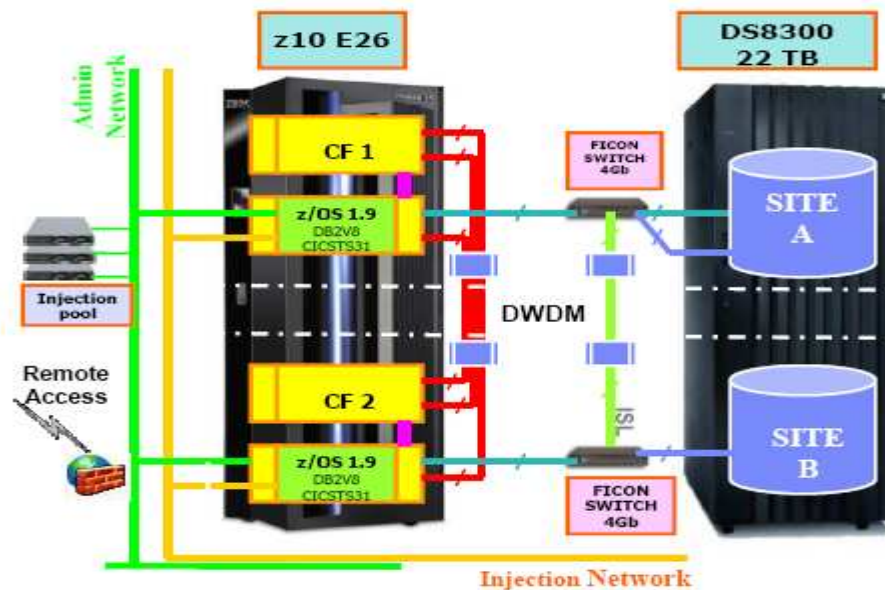 z10 E26
DS8300
22 TB
Admin
Network
CF 1
FICON
SWITCH
4Gb
z/OS 1.9
DB2V8
CICSTS31
SITE
A
Injection
pool
DWDM
Remote
Access
CF 2
ISL
z/OS 1.9
DB2V8
CICSTS31
SITE
B
FICON
SWITCH
4Gb
Injection Network